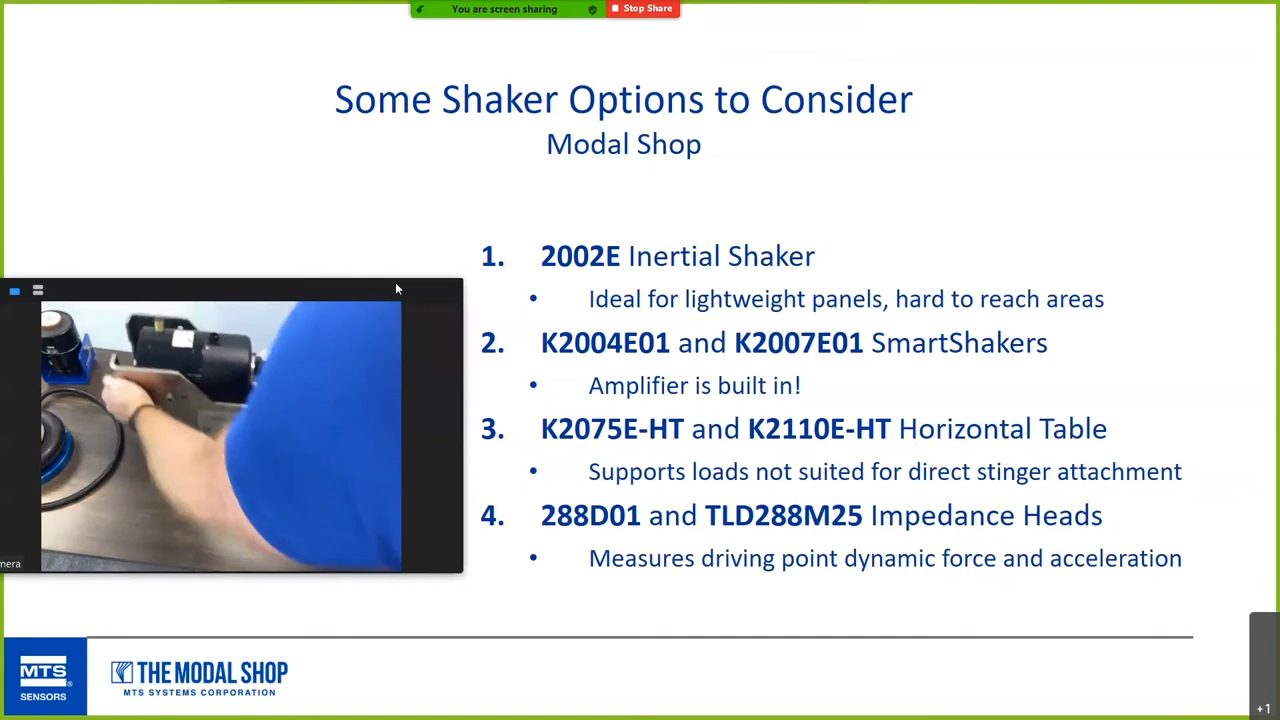 You are screen sharing
Stop Share
Some Shaker Options to Consider
Modal Shop
1. 2002E Inertial Shaker
• Ideal for lightweight panels, hard to reach areas
2. K2004E01 and K2007E01 SmartShakers
• Amplifier is built in!
3. K2075E-HT and K2110E-HT Horizontal Table
• Supports loads not suited for direct stinger attachment
4. 288D01 and TLD288M25 Impedance Heads
• Measures driving point dynamic force and acceleration
mera
MTS®
SENSORS
THE MODAL SHOP
MTS SYSTEMS CORPORATION
+1